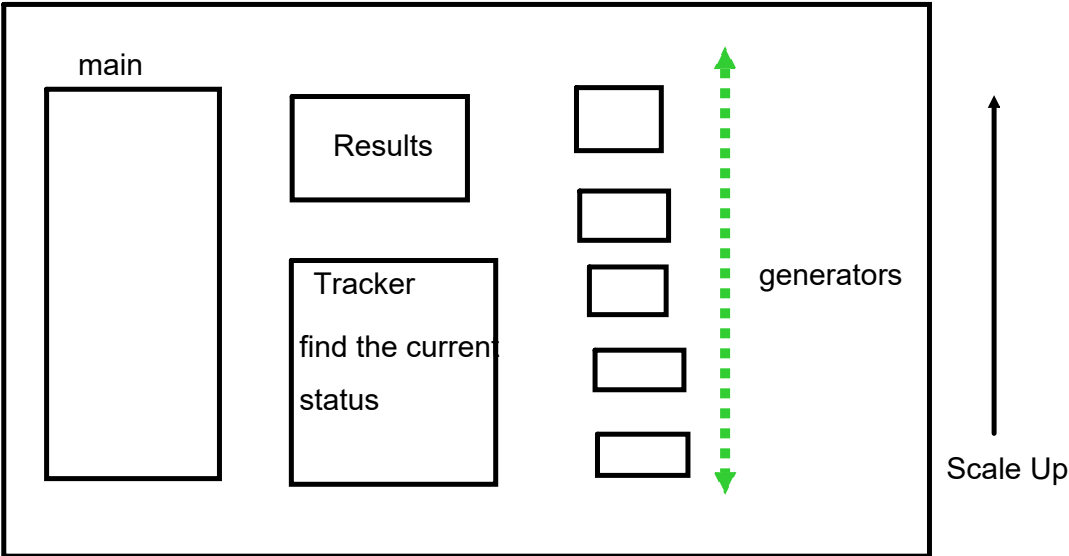 main
Results
Tracker
find the current
status
generators
Scale Up